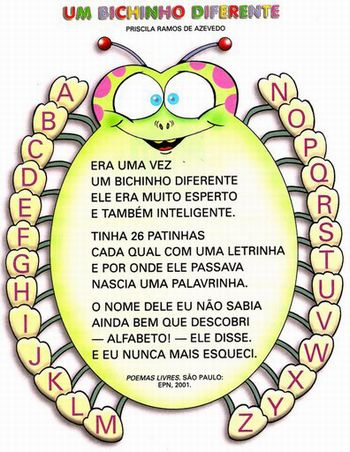 UM BICHINHO DIFERENTE
PRISCILA RAMOS DE AZEVEDO
ERA UMA VEZ
UM BICHINHO DIFERENTE
ELE ERA MUITO ESPERTO
E TAMBÉM INTELIGENTE.
TINHA 26 PATINHAS
CADA QUAL COM UMA LETRINHA
E POR ONDE ELE PASSAVA
NASCIA UMA PALAVRINHA.
O NOME DELE EU NÃO SABIA
AINDA BEM QUE DESCOBRI
— ALFABETO! — ELE DISSE.
E EU NUNCA MAIS ESQUECI.
POEMAS LIVRES. SÃO PAULO:
EPN, 2001.
A
B
C
D
E
F
G
H
I
J
K
L
M
N
O
P
Q
R
S
T
U
V
W
X
Y
Z